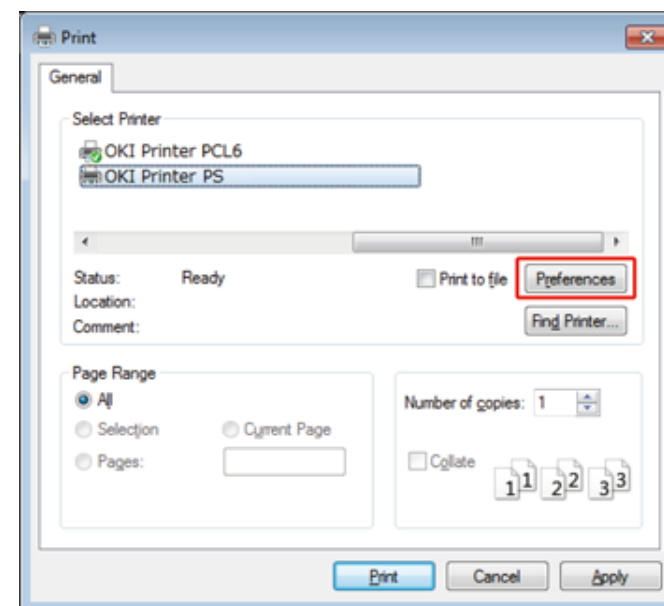 Print
General
Select Printer
OKI Printer PCL6
OKI Printer PS
Status: Ready
Print to file
Preferences
Location:
Comment:
Find Printer...
Page Range
All
Selection
Current Page
Pages:
Number of copies: 1
Collate
1 1 2 2 3 3
Print
Cancel
Apply